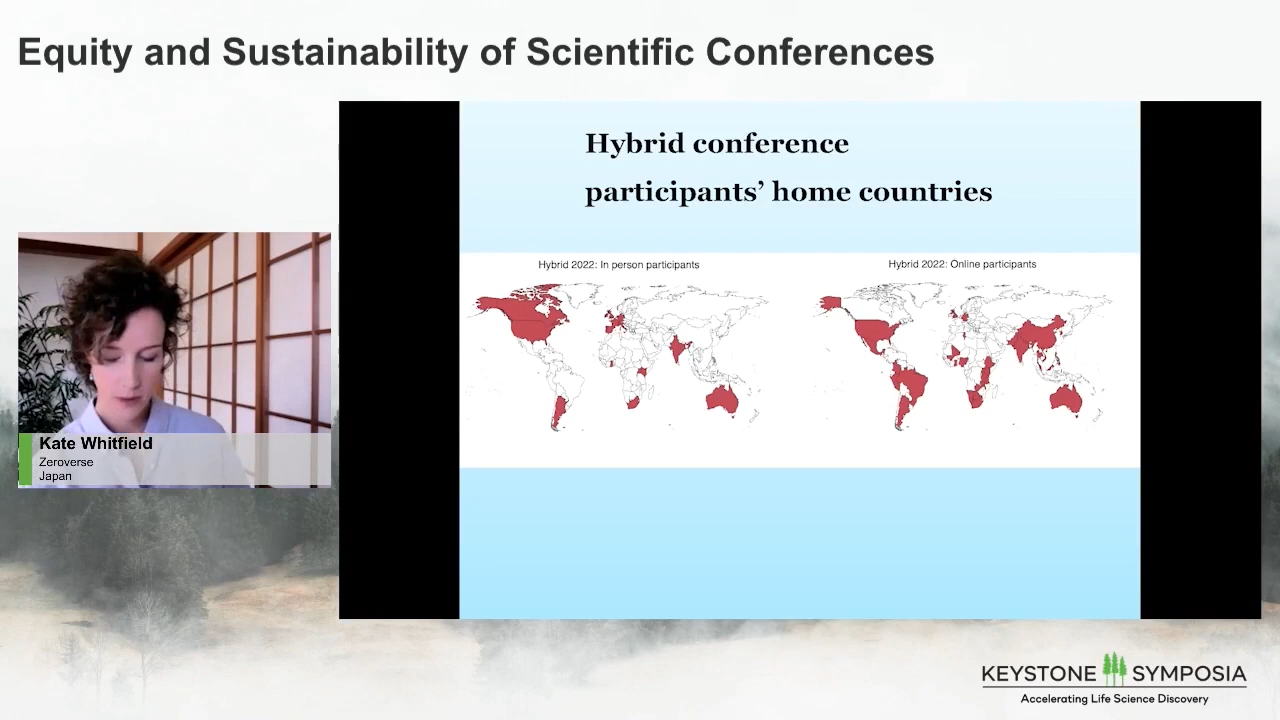 Equity and Sustainability of Scientific Conferences
Hybrid conference
participants’ home countries
Hybrid 2022: In person participants
Hybrid 2022: Online participants
Kate Whitfield
Zeroverse
Japan
KEYSTONE SYMPOSIA
Accelerating Life Science Discovery